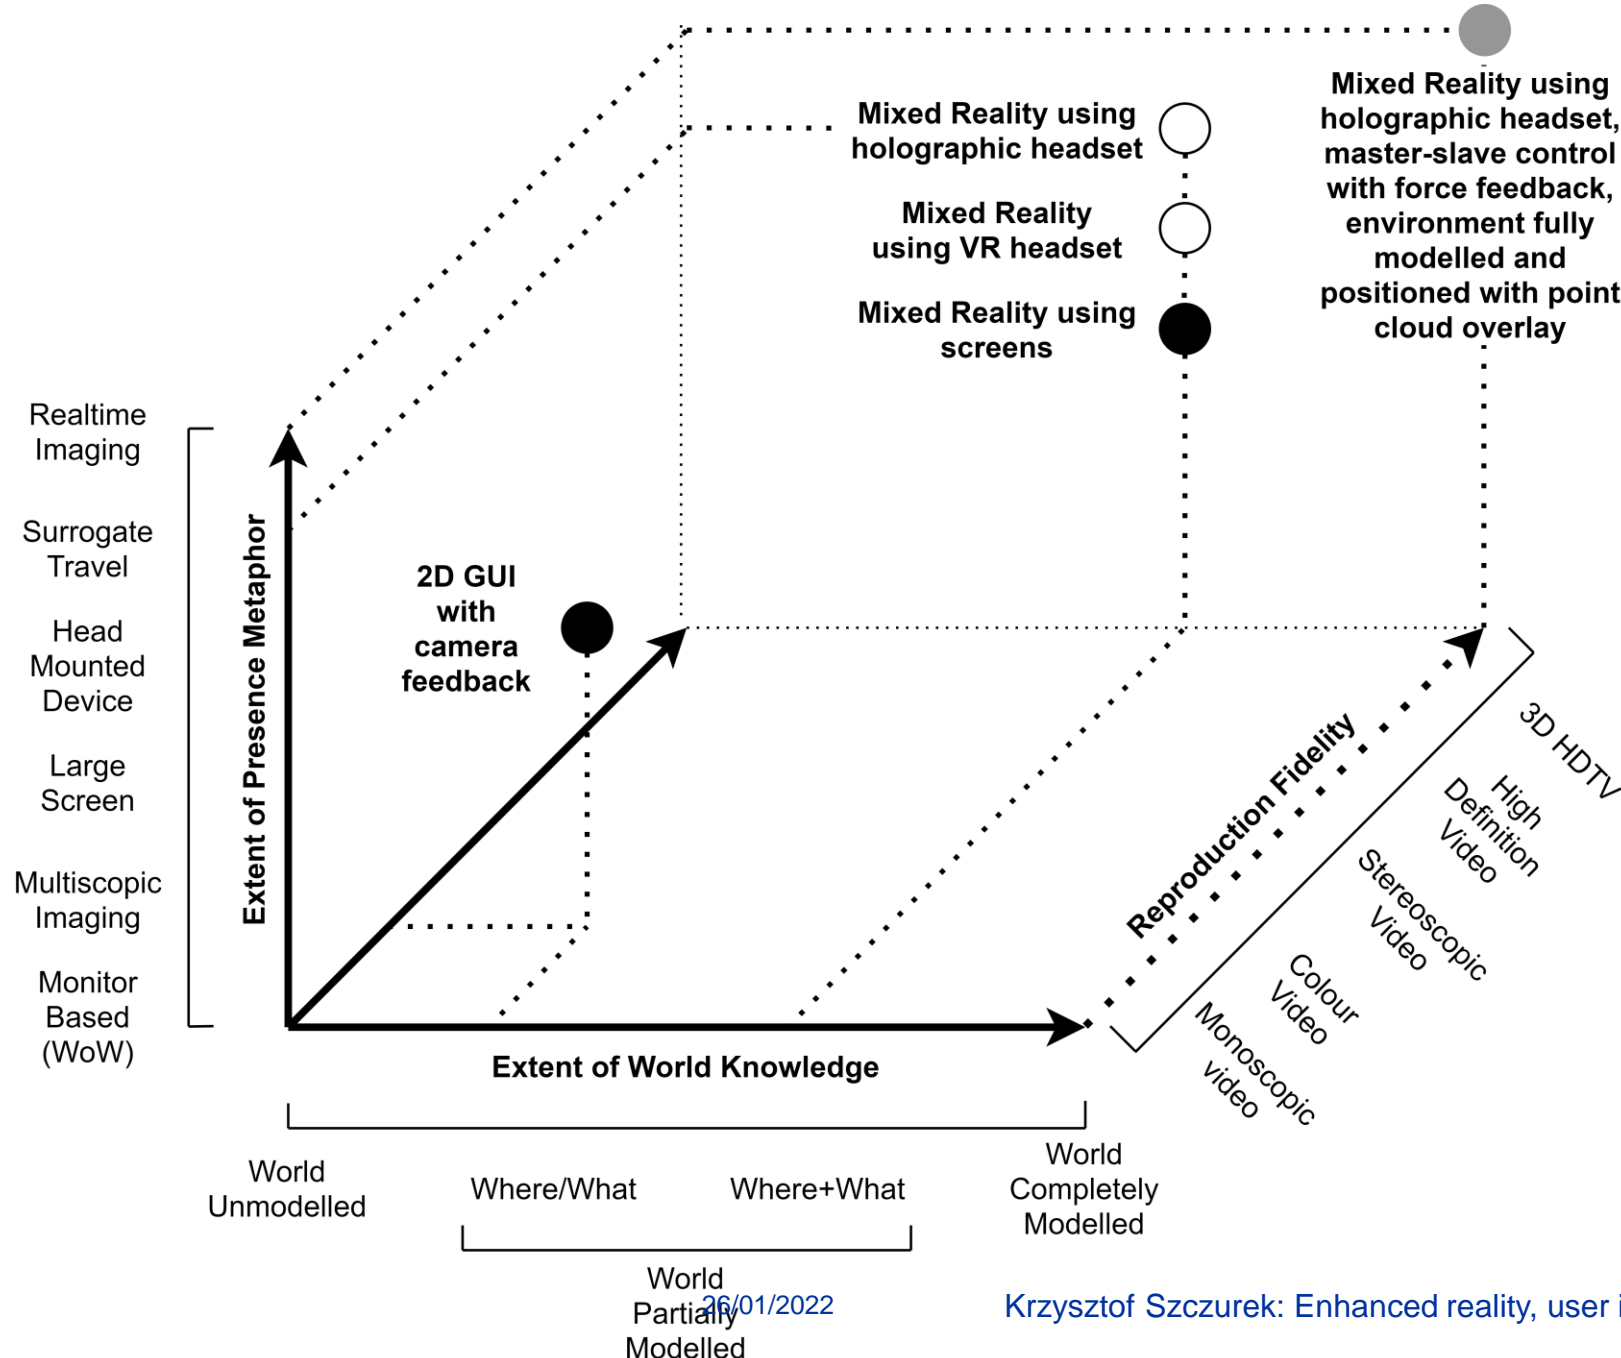 Mixed Reality using
holographic headset,
master-slave control
with force feedback,
environment fully
modelled and
positioned with point
cloud overlay
Mixed Reality using
holographic headset
Mixed Reality
using VR headset
Mixed Reality using
screens
Realtime
Imaging
Surrogate
Travel
Head
Mounted
Device
Large
Screen
Multiscopic
Imaging
Monitor
Based
(WoW)
Extent of Presence Metaphor
2D GUI
with
camera
feedback
Reproduction Fidelity
3D HDTV
High
Definition
Video
Stereoscopic
Video
Colour
Video
Monoscopic
video
Extent of World Knowledge
World
Unmodelled
Where/What
Where+What
World
Completely
Modelled
World
Partially
Modelled
26/01/2022
Krzysztof Szczurek: Enhanced reality, user i